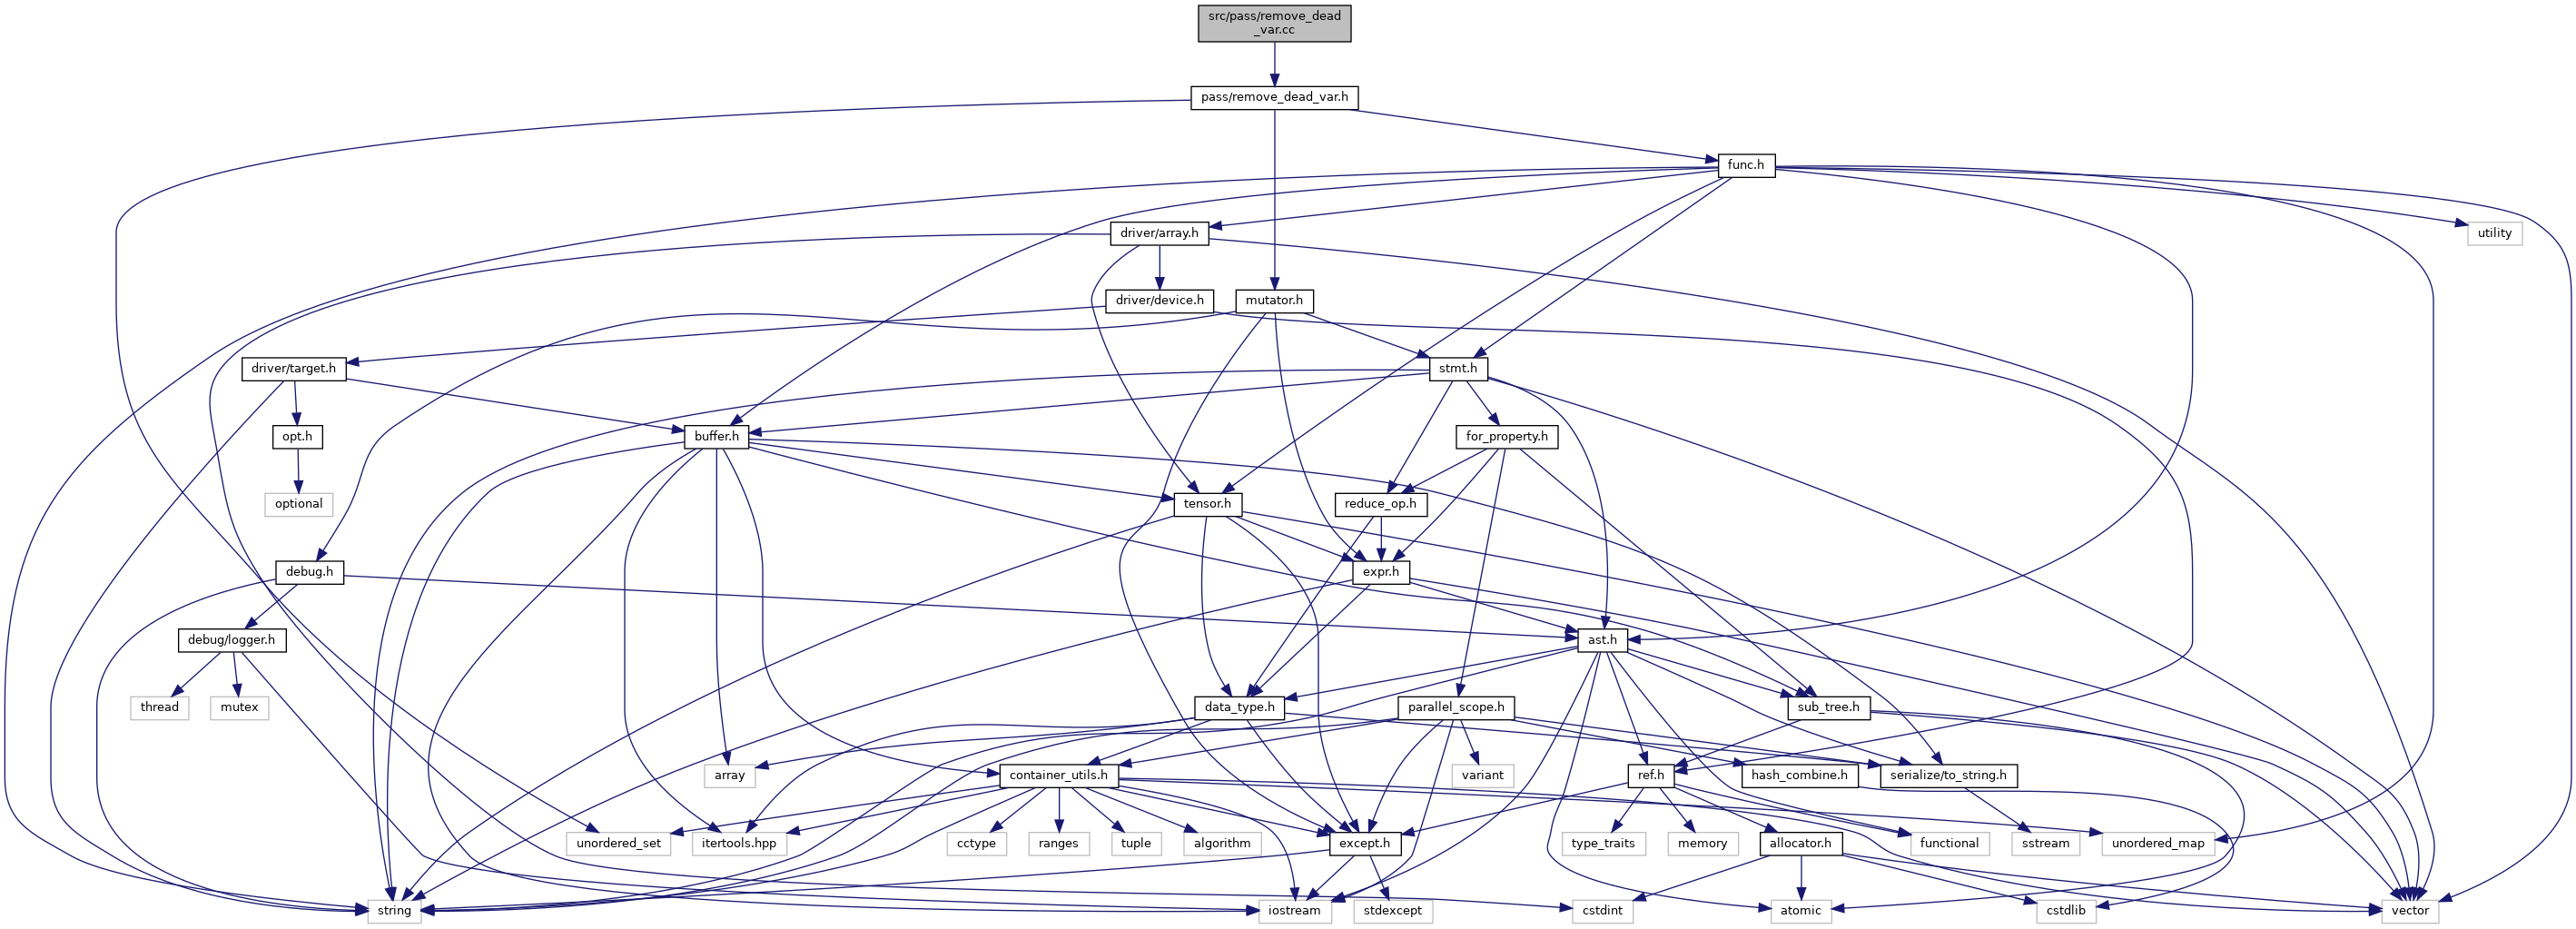 src/pass/remove_dead
_var.cc
pass/remove_dead_var.h
func.h
driver/array.h
utility
driver/device.h
mutator.h
driver/target.h
stmt.h
opt.h
buffer.h
for_property.h
optional
tensor.h
reduce_op.h
debug.h
expr.h
debug/logger.h
ast.h
thread
mutex
data_type.h
parallel_scope.h
sub_tree.h
array
container_utils.h
variant
ref.h
hash_combine.h
serialize/to_string.h
unordered_set
itertools.hpp
cctype
ranges
tuple
algorithm
except.h
type_traits
memory
allocator.h
functional
sstream
unordered_map
string
iostream
stdexcept
cstdint
atomic
cstdlib
vector